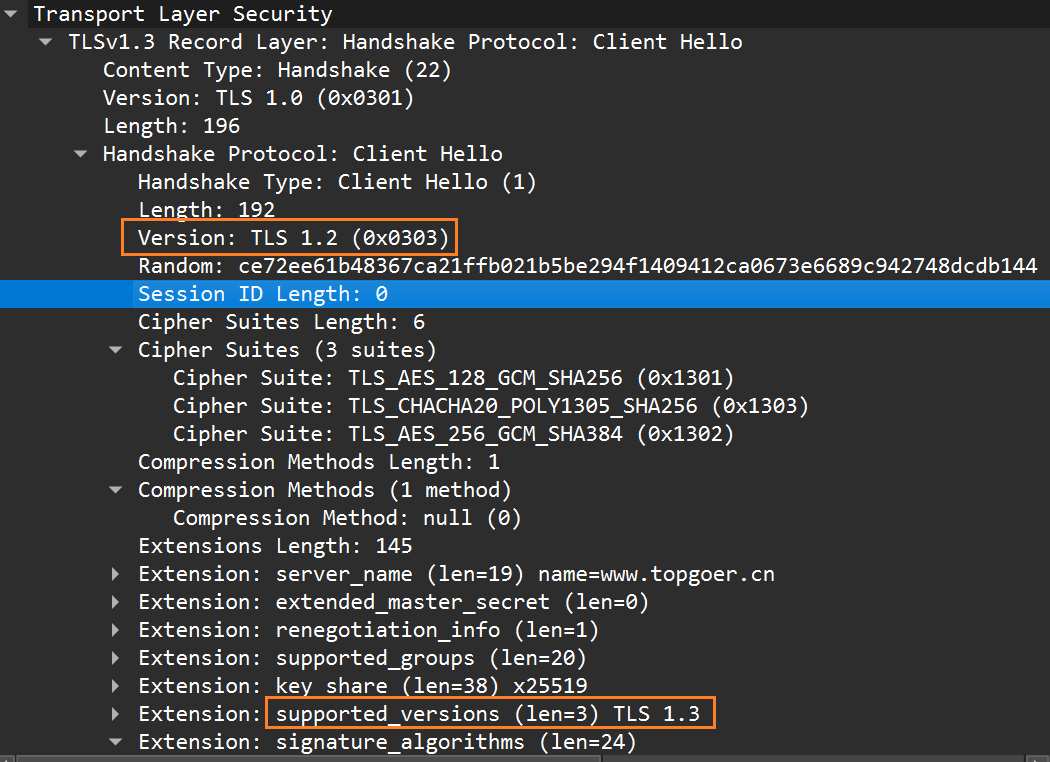 Transport Layer Security
TLSv1.3 Record Layer: Handshake Protocol: Client Hello
Content Type: Handshake (22)
Version: TLS 1.0 (0x0301)
Length: 196
Handshake Protocol: Client Hello
Handshake Type: Client Hello (1)
Length: 192
Version: TLS 1.2 (0x0303)
Random: ce72ee61b48367ca21ffb021b5be294f1409412ca0673e6689c942748dcdb144
Session ID Length: 0
Cipher Suites Length: 6
Cipher Suites (3 suites)
Cipher Suite: TLS_AES_128_GCM_SHA256 (0x1301)
Cipher Suite: TLS_CHACHA20_POLY1305_SHA256 (0x1303)
Cipher Suite: TLS_AES_256_GCM_SHA384 (0x1302)
Compression Methods Length: 1
Compression Methods (1 method)
Compression Method: null (0)
Extensions Length: 145
Extension: server_name (len=19) name=www.topgoer.cn
Extension: extended_master_secret (len=0)
Extension: renegotiation_info (len=1)
Extension: supported_groups (len=20)
Extension: key_share (len=38) x25519
Extension: supported_versions (len=3) TLS 1.3
Extension: signature_algorithms (len=24)